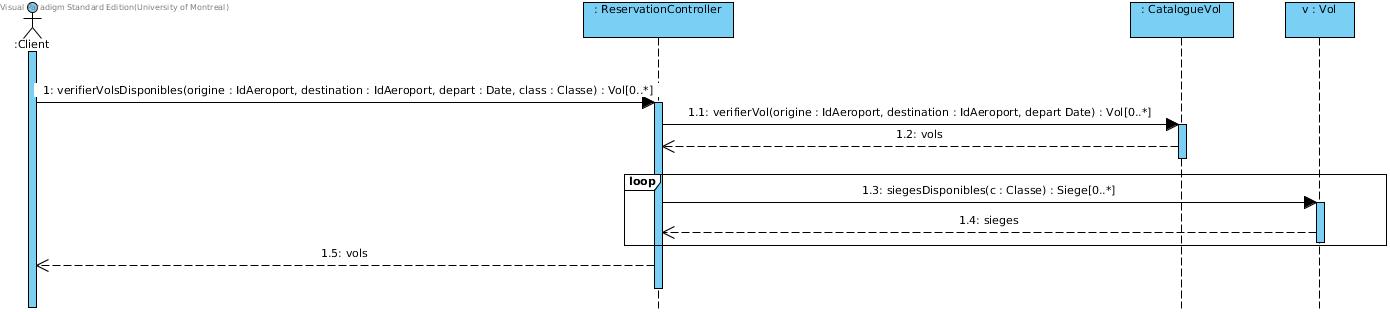 Visual Paradigm Standard Edition(University of Montreal)
: ReservationController
: CatalogueVol
v : Vol
:Client
1: verifierVolsDisponibles(origine : IdAeroport, destination : IdAeroport, depart : Date, class : Classe) : Vol[0..*]
1.1: verifierVol(origine : IdAeroport, destination : IdAeroport, depart Date) : Vol[0..*]
1.2: vols
loop
1.3: siegesDisponibles(c : Classe) : Siege[0..*]
1.4: sieges
1.5: vols